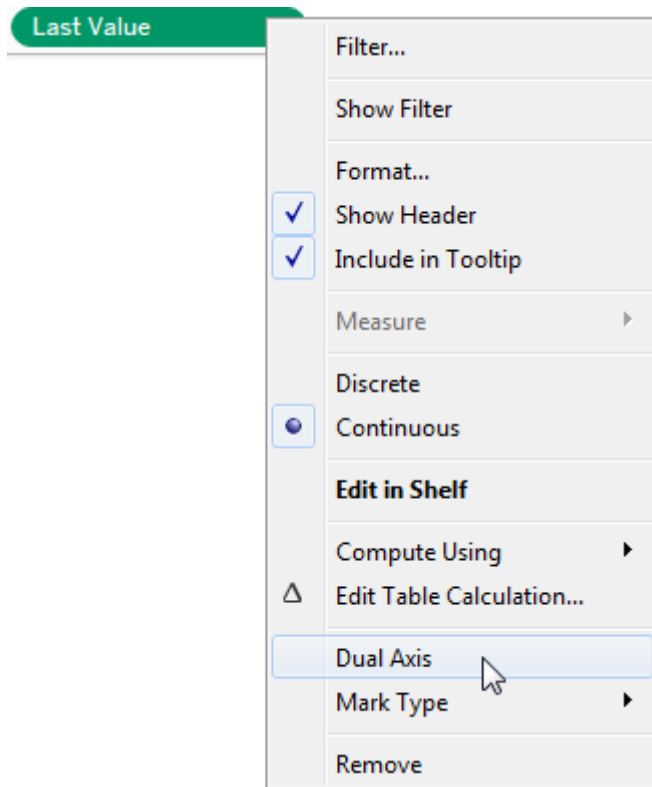 Last Value
Filter...
Show Filter
Format...
Show Header
Include in Tooltip
Measure
Discrete
Continuous
Edit in Shelf
Compute Using
Edit Table Calculation...
Dual Axis
Mark Type
Remove